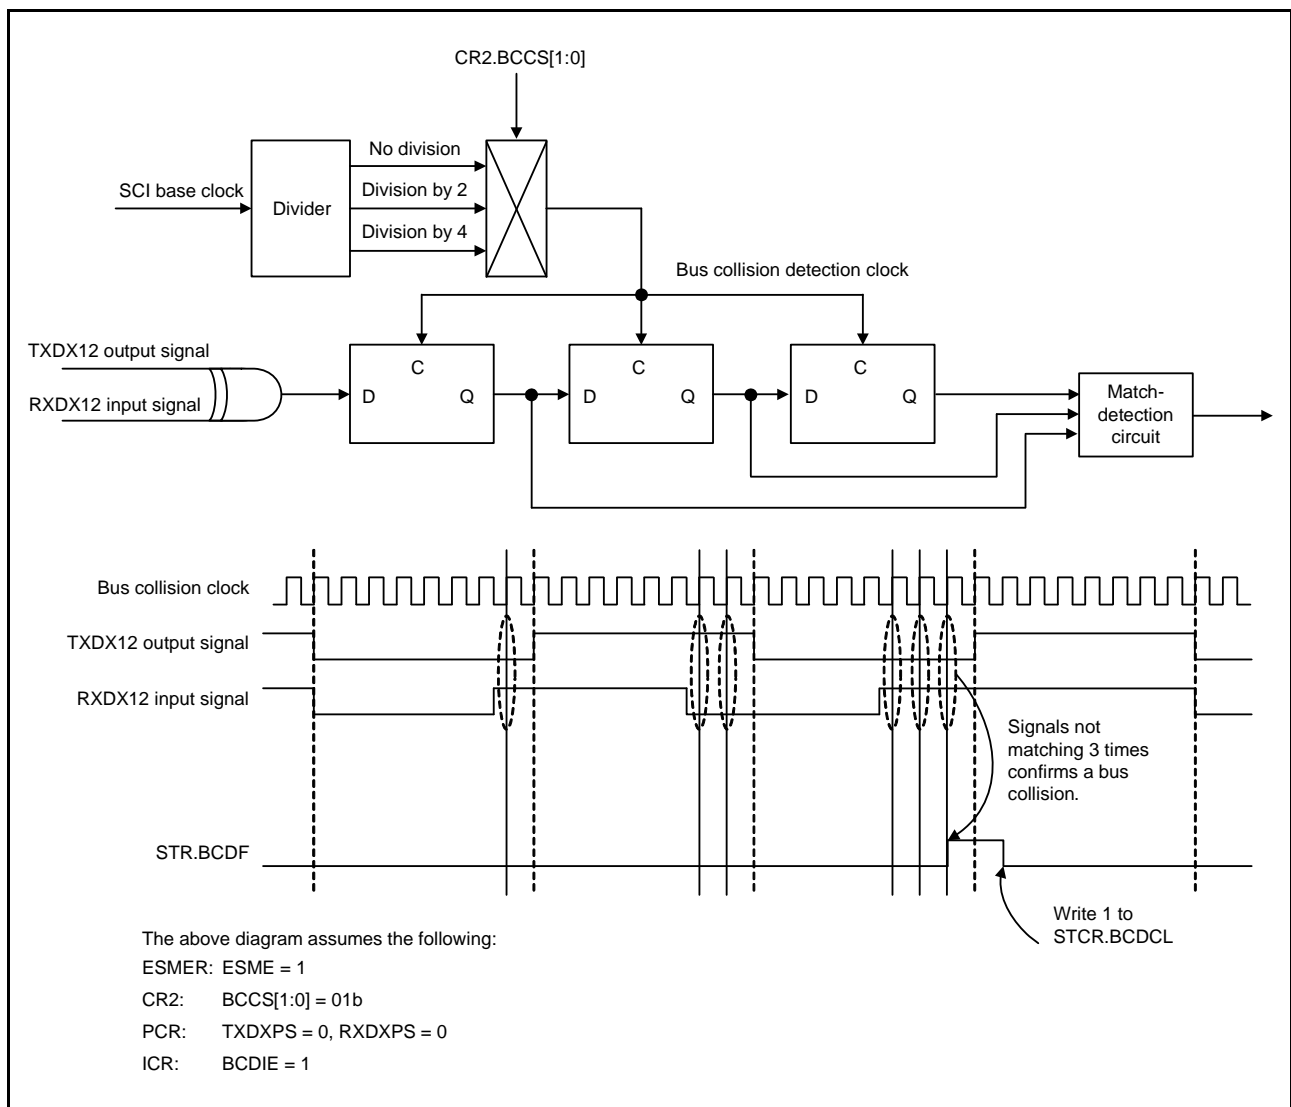 CR2.BCCS[1:0]
No division
SCI base clock
Divider
Division by 2
Division by 4
Bus collision detection clock
TXDX12 output signal
RXDX12 input signal
C
D
Q
C
D
Q
C
D
Q
Match-
detection
circuit
Bus collision clock
TXDX12 output signal
RXDX12 input signal
Signals not
matching 3 times
confirms a bus
collision.
STR.BCDF
Write 1 to
STCR.BCDCL
The above diagram assumes the following:
ESMER: ESME = 1
CR2: BCCS[1:0] = 01b
PCR: TXDXPS = 0, RXDXPS = 0
ICR: BCDIE = 1